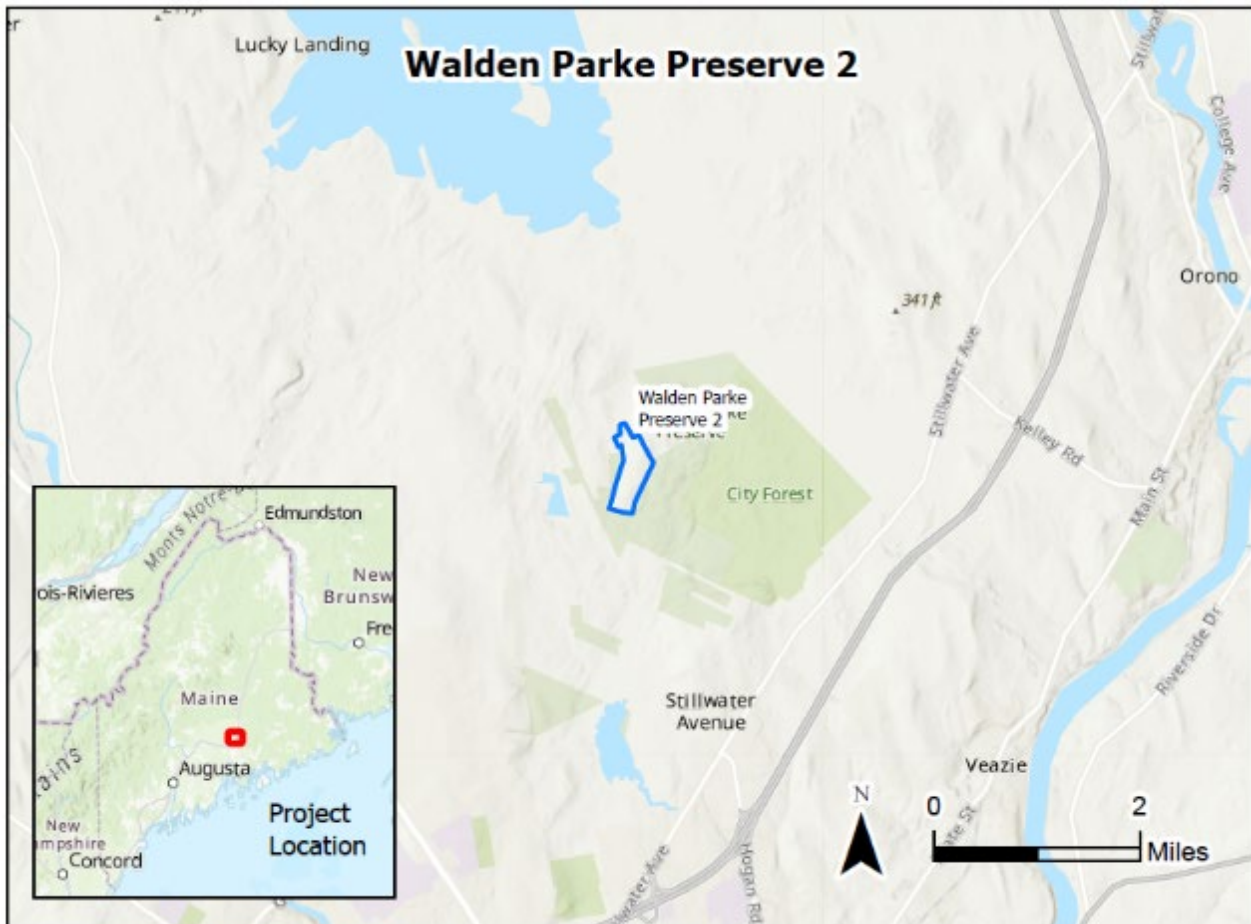 Lucky Landing
Walden Parke Preserve 2
College Ave
Orono
341 ft
Stillwater Ave
Walden Parke
Preserve 2
Kelley Rd
City Forest
Main St
Edmundston
New
Fre
Maine
Augusta
Project
Location
New
Concord
Riverside Dr
Stillwater
Avenue
Veazie
Hogan Rd
N
0
2
Miles